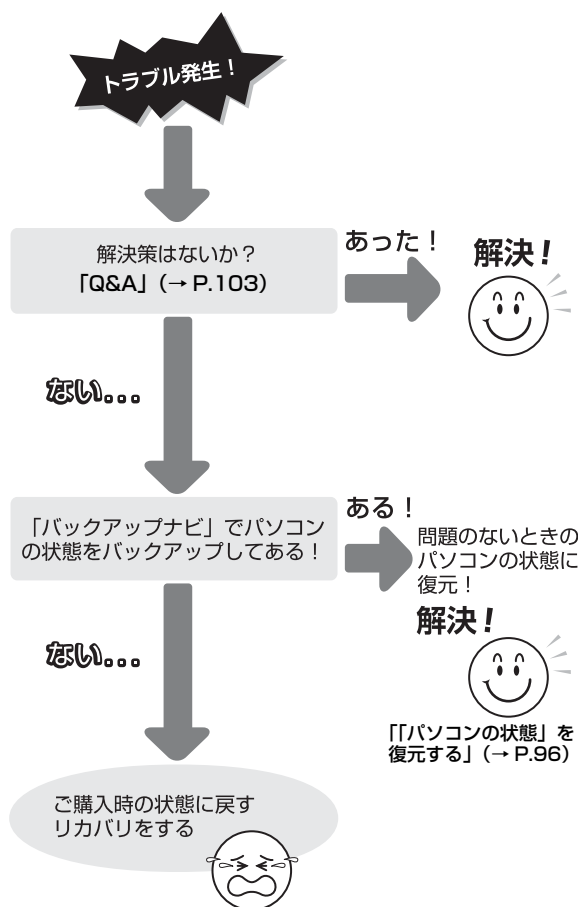 トラブル発生！
解決策はないか？
「Q&A」（→ P.103）
あった！
解決！
ない...
「バックアップナビ」でパソコン
の状態をバックアップしてある！
ある！
問題のないときの
パソコンの状態に
復元！
解決！
「「パソコンの状態」を
復元する」（→ P.96）
ない...
ご購入時の状態に戻す
リカバリをする